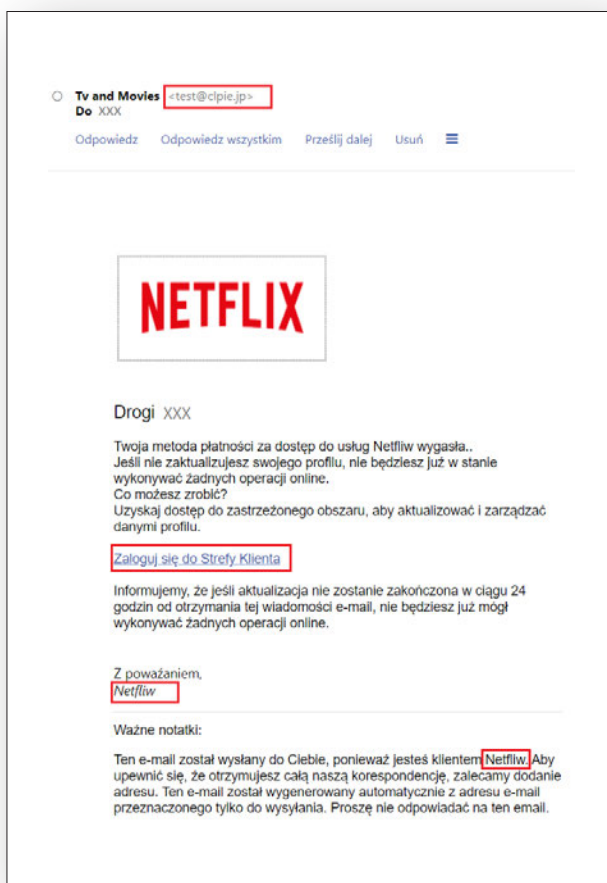 Tv and Movies <test@clpie.jp>
Do XXX
Odpowiedz Odpowiedz wszystkim Prześlij dalej Usuń
NETFLIX
Drogi XXX
Twoja metoda płatności za dostęp do usług Netfliw wygasła..
Jeśli nie zaktualizujesz swojego profilu, nie będziesz już w stanie
wykonywać żadnych operacji online.
Co możesz zrobić?
Uzyskaj dostęp do zastrzeżonego obszaru, aby aktualizować i zarządzać
danymi profilu.
Zaloguj się do Strefy Klienta
Informujemy, że jeśli aktualizacja nie zostanie zakończona w ciągu 24
godzin od otrzymania tej wiadomości e-mail, nie będziesz już mógł
wykonywać żadnych operacji online.
Z poważaniem,
Netfliw
Ważne notatki:
Ten e-mail został wysłany do Ciebie, ponieważ jesteś klientem Netfliw. Aby
upewnić się, że otrzymujesz całą naszą korespondencję, zalecamy dodanie
adresu. Ten e-mail został wygenerowany automatycznie z adresu e-mail
przeznaczonego tylko do wysyłania. Proszę nie odpowiadać na ten email.